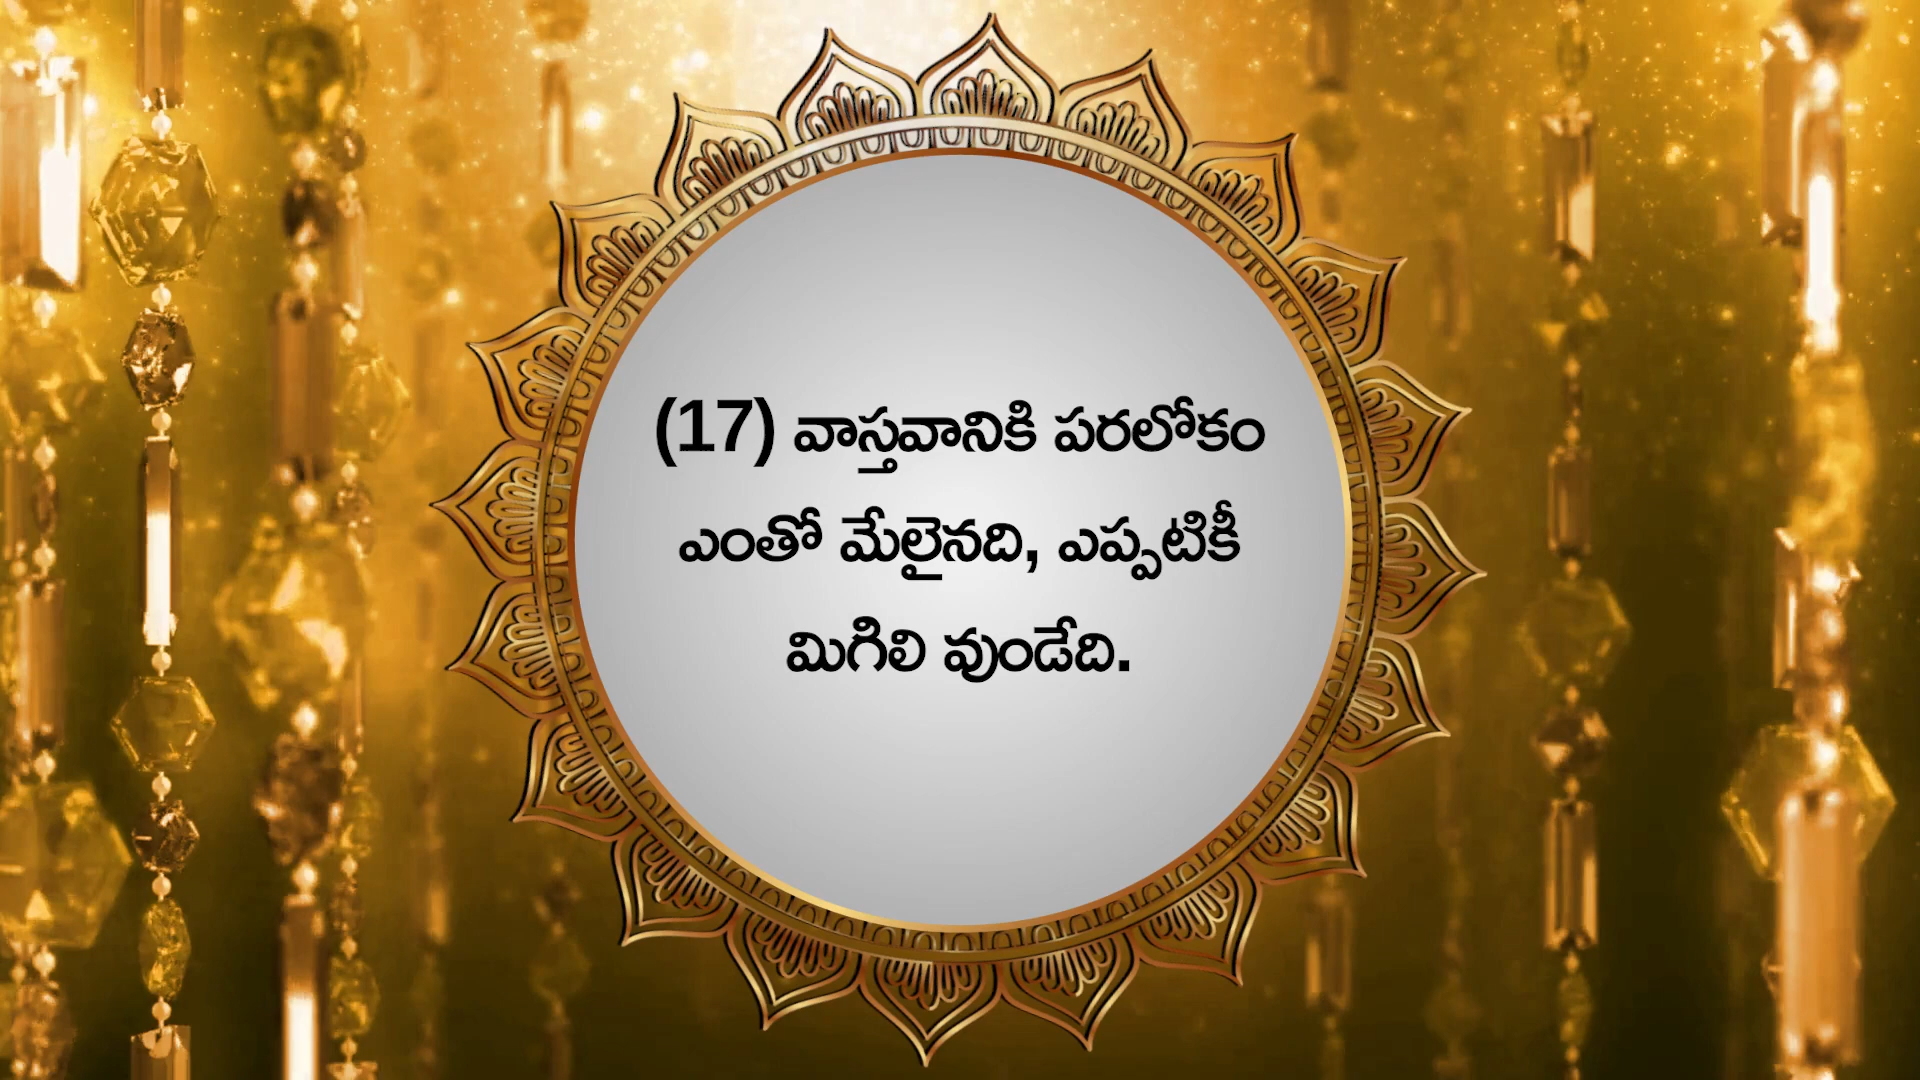 (17) వాస్తవానికి పరలోకం
ఎంతో మేలైనది, ఎప్పటికీ
మిగిలి వుండేది.